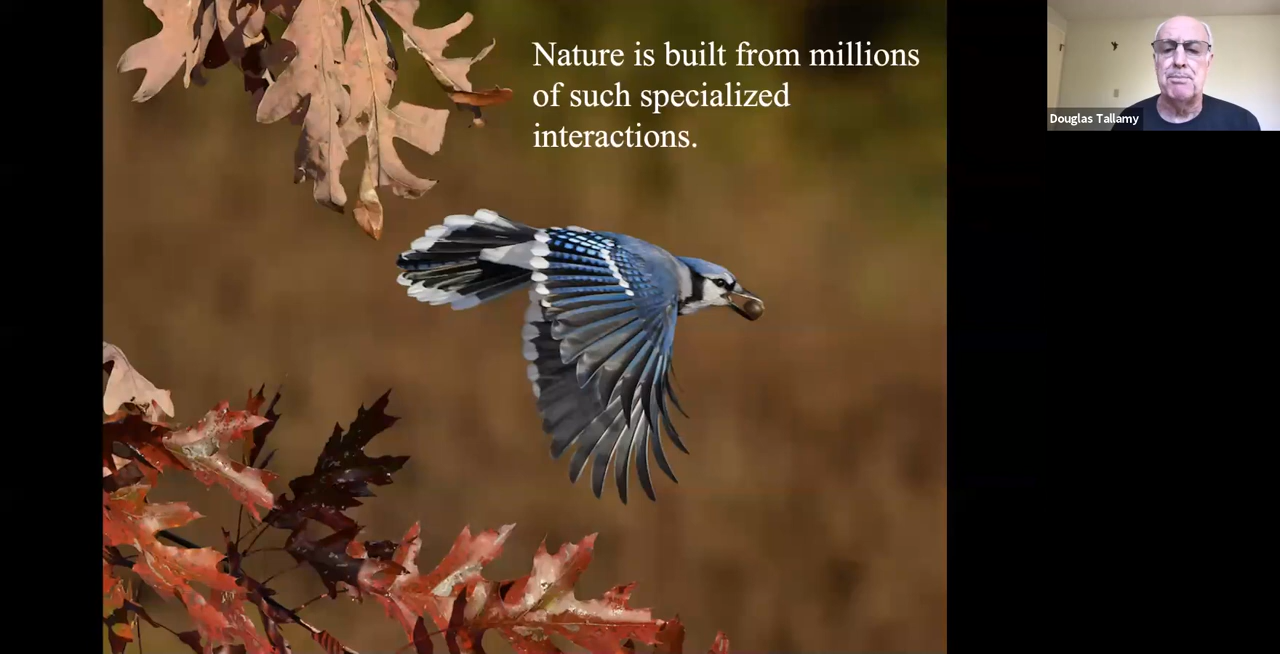 Nature is built from millions
of such specialized
interactions.
Douglas Tallamy